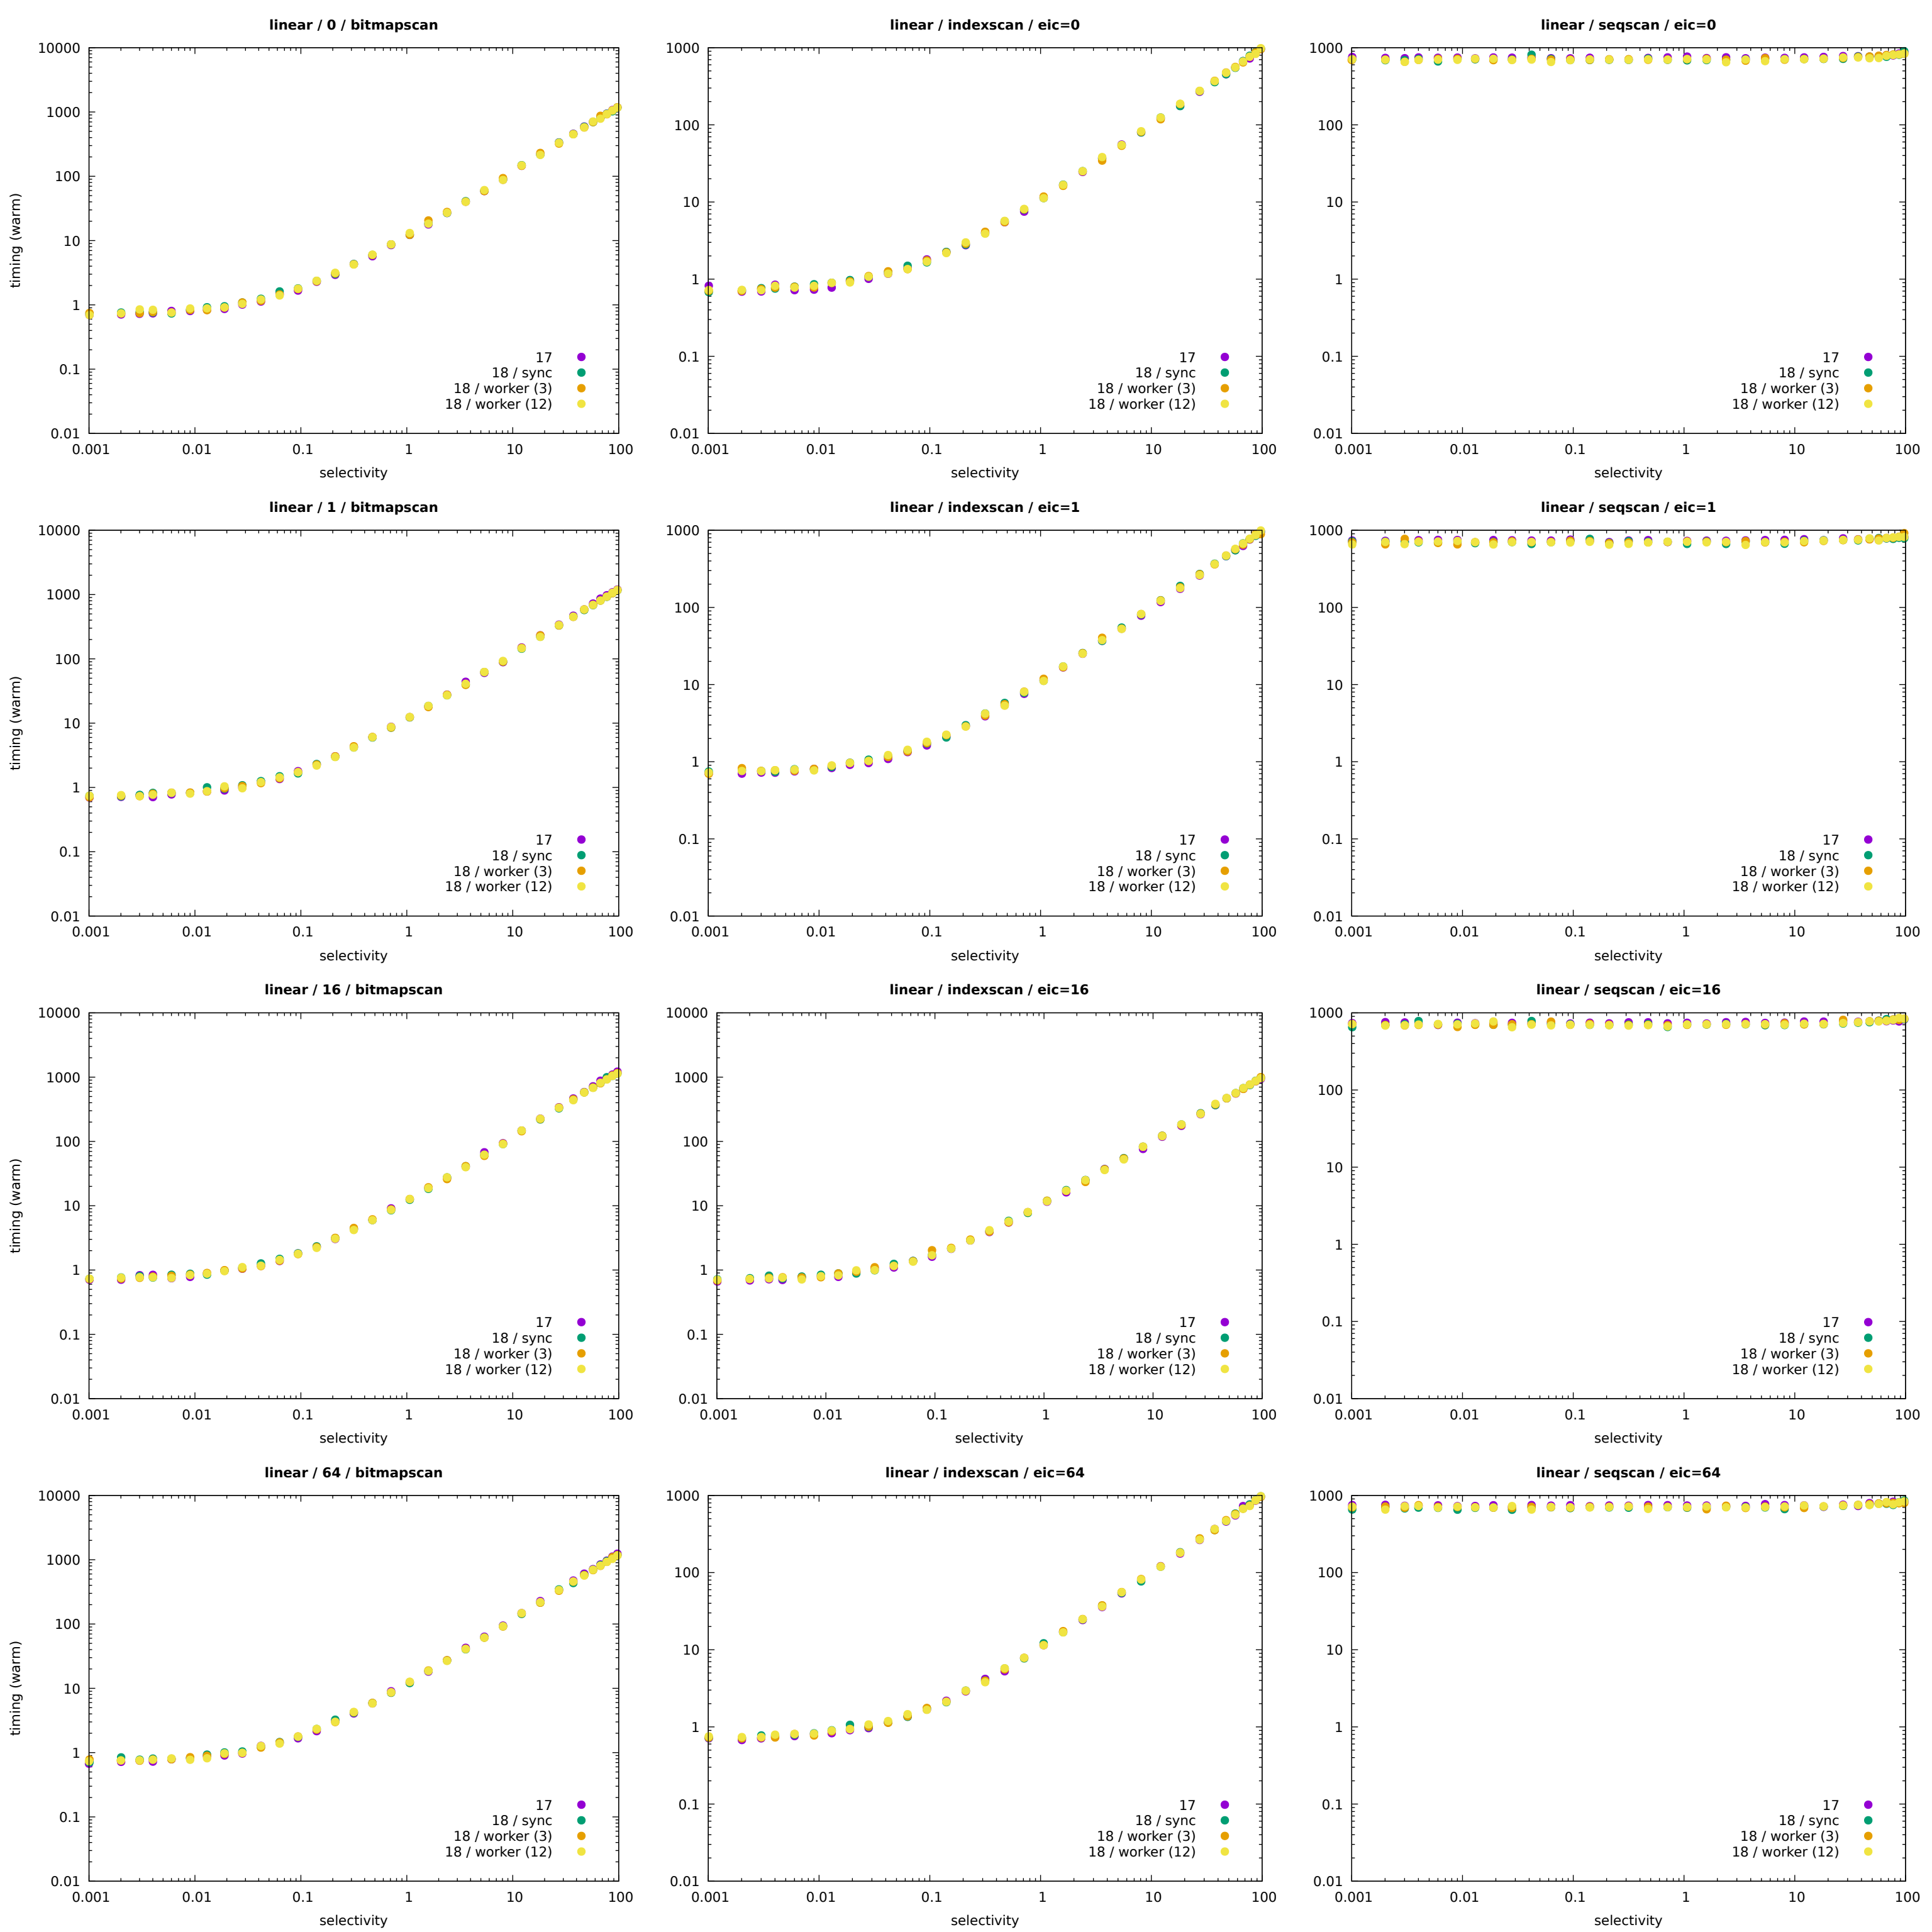 linear / 0 / bitmapscan
timing (warm)
10000
1000
100
10
1
0.1
0.01
17
18 / sync
18 / worker (3)
18 / worker (12)
0.001 0.01 0.1 1 10 100
selectivity
linear / indexscan / eic=0
1000
100
10
1
0.1
0.01
17
18 / sync
18 / worker (3)
18 / worker (12)
0.001 0.01 0.1 1 10 100
selectivity
linear / seqscan / eic=0
1000
100
10
1
0.1
0.01
17
18 / sync
18 / worker (3)
18 / worker (12)
0.001 0.01 0.1 1 10 100
selectivity
linear / 1 / bitmapscan
timing (warm)
10000
1000
100
10
1
0.1
0.01
17
18 / sync
18 / worker (3)
18 / worker (12)
0.001 0.01 0.1 1 10 100
selectivity
linear / indexscan / eic=1
1000
100
10
1
0.1
0.01
17
18 / sync
18 / worker (3)
18 / worker (12)
0.001 0.01 0.1 1 10 100
selectivity
linear / seqscan / eic=1
1000
100
10
1
0.1
0.01
17
18 / sync
18 / worker (3)
18 / worker (12)
0.001 0.01 0.1 1 10 100
selectivity
linear / 16 / bitmapscan
timing (warm)
10000
1000
100
10
1
0.1
0.01
17
18 / sync
18 / worker (3)
18 / worker (12)
0.001 0.01 0.1 1 10 100
selectivity
linear / indexscan / eic=16
10000
1000
100
10
1
0.1
0.01
17
18 / sync
18 / worker (3)
18 / worker (12)
0.001 0.01 0.1 1 10 100
selectivity
linear / seqscan / eic=16
1000
100
10
1
0.1
0.01
17
18 / sync
18 / worker (3)
18 / worker (12)
0.001 0.01 0.1 1 10 100
selectivity
linear / 64 / bitmapscan
timing (warm)
10000
1000
100
10
1
0.1
0.01
17
18 / sync
18 / worker (3)
18 / worker (12)
0.001 0.01 0.1 1 10 100
selectivity
linear / indexscan / eic=64
1000
100
10
1
0.1
0.01
17
18 / sync
18 / worker (3)
18 / worker (12)
0.001 0.01 0.1 1 10 100
selectivity
linear / seqscan / eic=64
1000
100
10
1
0.1
0.01
17
18 / sync
18 / worker (3)
18 / worker (12)
0.001 0.01 0.1 1 10 100
selectivity